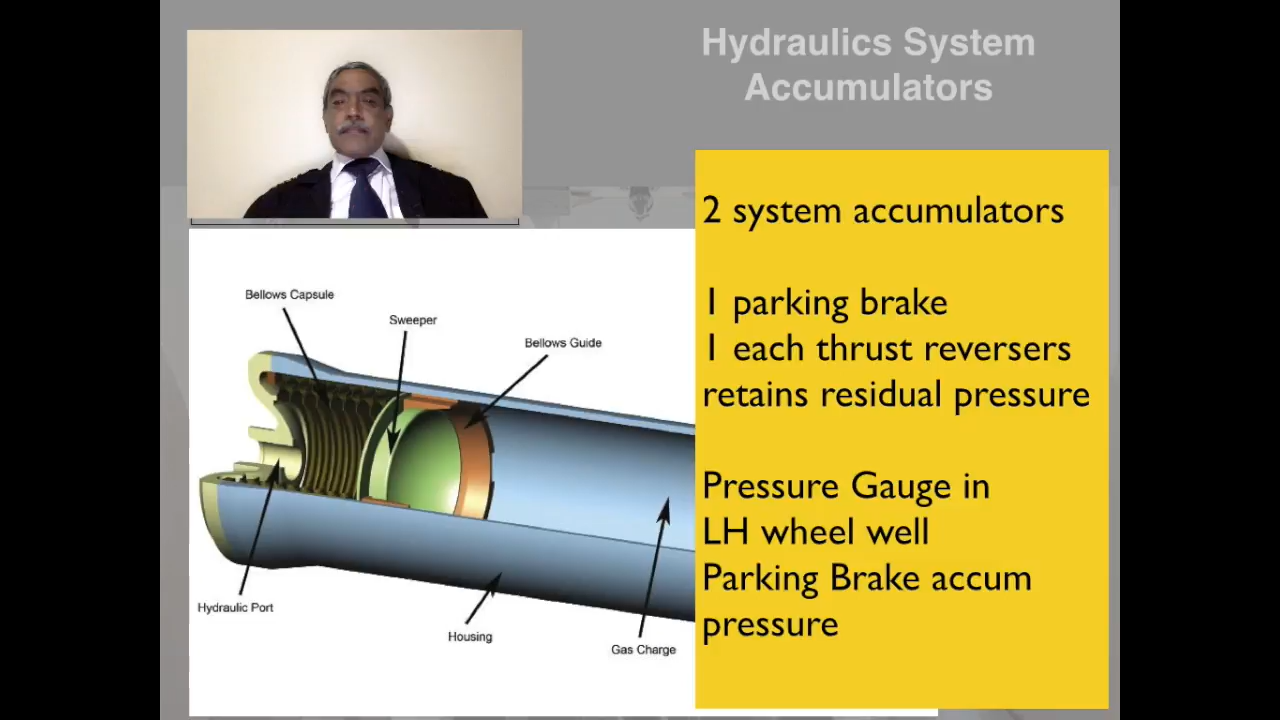 Hydraulics System
Accumulators
2 system accumulators
1 parking brake
1 each thrust reversers
retains residual pressure
Pressure Gauge in
LH wheel well
Parking Brake accum
pressure
Bellows Capsule
Sweeper
Bellows Guide
Hydraulic Port
Housing
Gas Charge